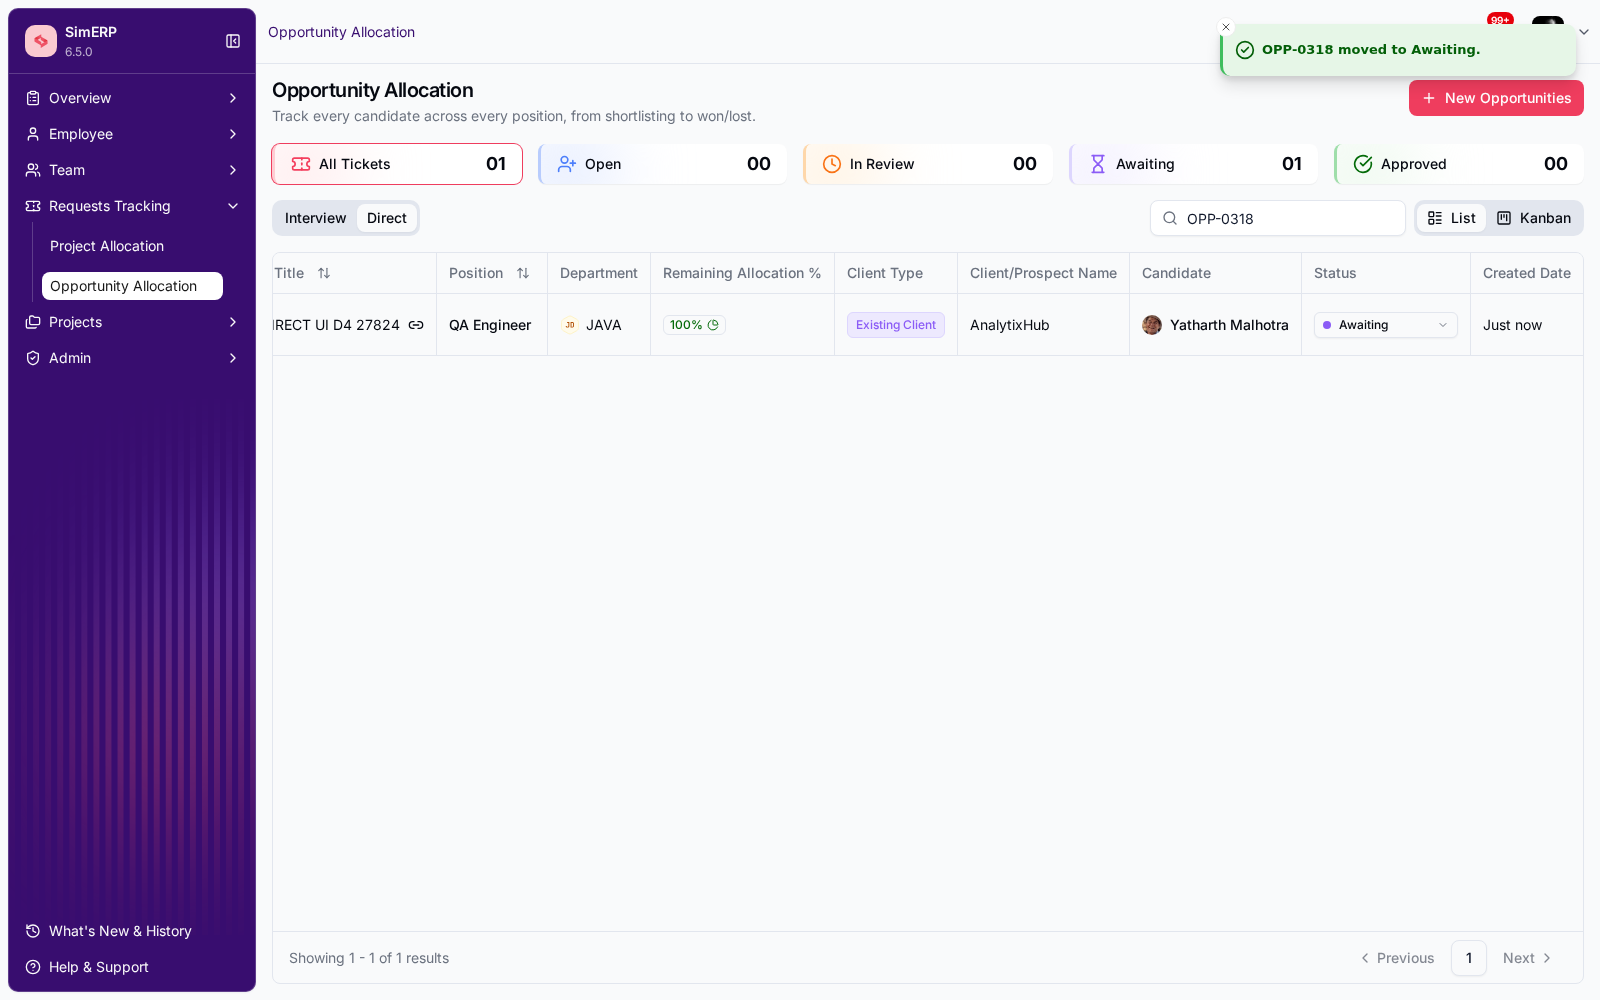 SimERP
6.5.0
Overview
Employee
Team
Requests Tracking
Project Allocation
Opportunity Allocation
Projects
Admin
What's New & History
Help & Support
Opportunity Allocation
99+
OPP-0318 moved to Awaiting.
Opportunity Allocation
Track every candidate across every position, from shortlisting to won/lost.
New Opportunities
All Tickets 01
Open 00
In Review 00
Awaiting 01
Approved 00
Interview Direct
OPP-0318
List Kanban
Title Position Department Remaining Allocation % Client Type Client/Prospect Name Candidate Status Created Date
IRECT UI D4 27824 QA Engineer JD JAVA 100% Existing Client AnalytixHub Yatharth Malhotra Awaiting Just now
Showing 1 - 1 of 1 results
Previous 1 Next